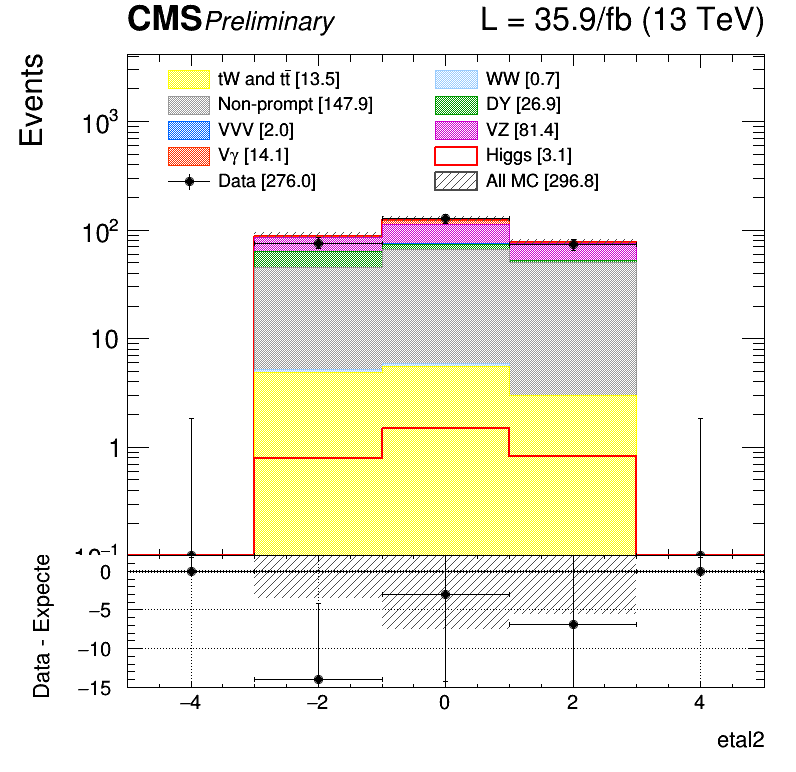 CMS Preliminary L = 35.9/fb (13 TeV)
Events
tW and tt̄ [13.5] WW [0.7]
Non-prompt [147.9] DY [26.9]
VVV [2.0] VZ [81.4]
Vγ [14.1] Higgs [3.1]
Data [276.0] All MC [296.8]
10³
10²
10
1
Data - Expecte
0
−5
−10
−15
−4 −2 0 2 4
etal2